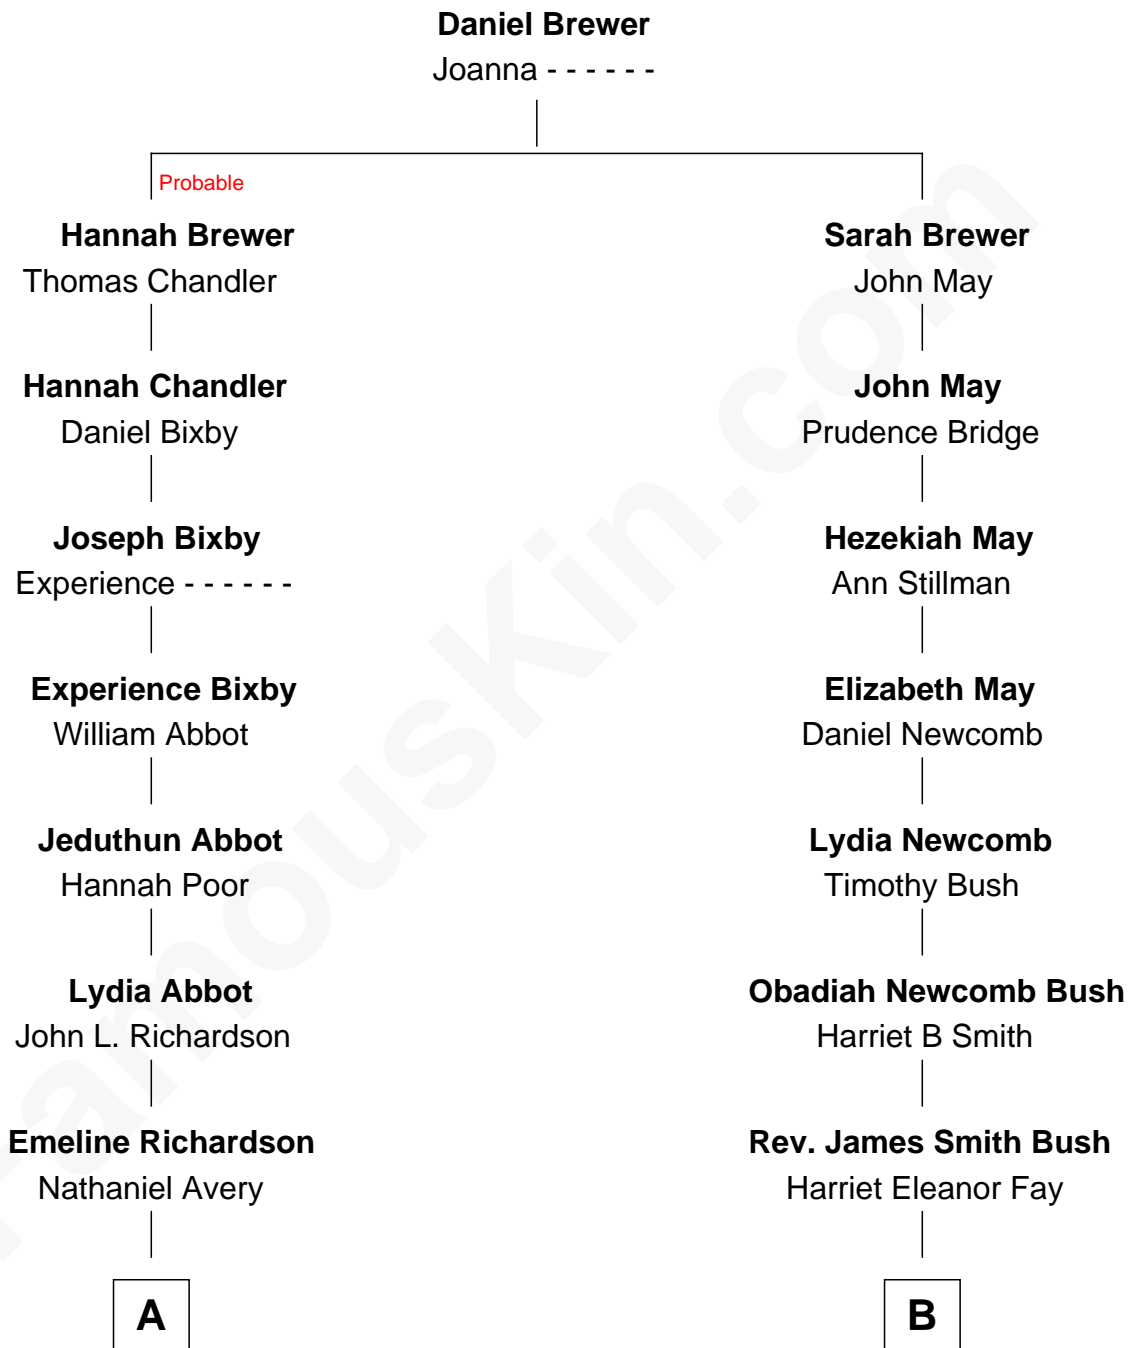 Daniel Brewer
Joanna - - - - - -
Probable
Hannah Brewer
Thomas Chandler
Sarah Brewer
John May
Hannah Chandler
Daniel Bixby
John May
Prudence Bridge
Joseph Bixby
Experience - - - - - -
Hezekiah May
Ann Stillman
Experience Bixby
William Abbot
Elizabeth May
Daniel Newcomb
Jeduthun Abbot
Hannah Poor
Lydia Newcomb
Timothy Bush
Lydia Abbot
John L. Richardson
Obadiah Newcomb Bush
Harriet B Smith
Emeline Richardson
Nathaniel Avery
Rev. James Smith Bush
Harriet Eleanor Fay
A
B
FamousKin.com